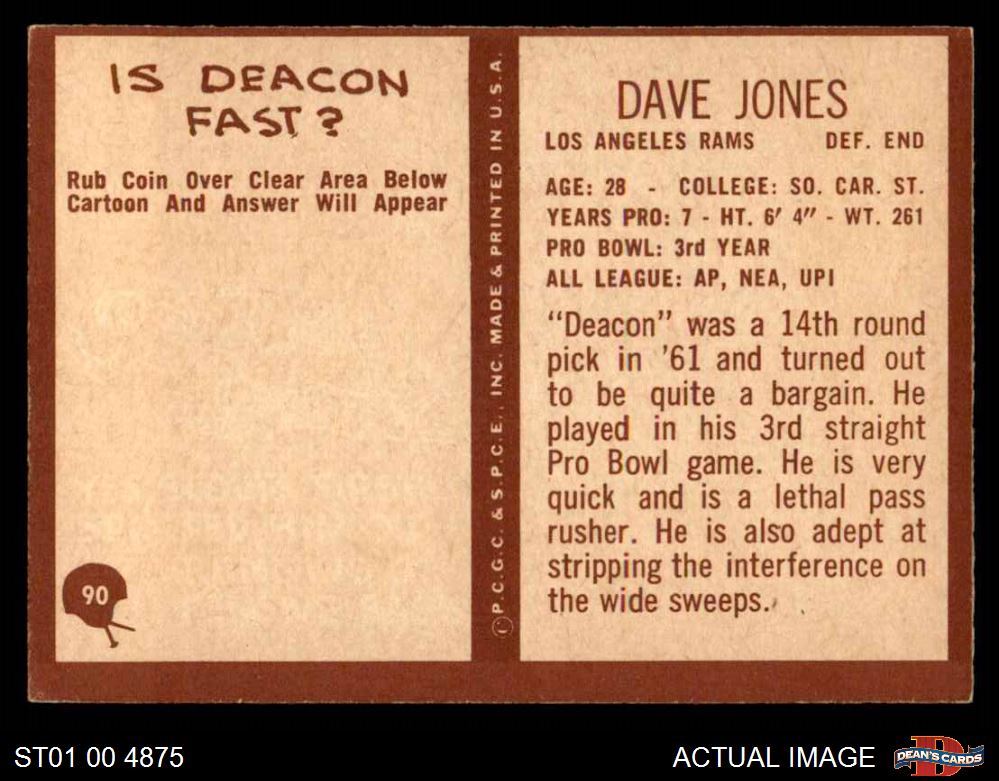 IS DEACON
FAST?
Rub Coin Over Clear Area Below
Cartoon And Answer Will Appear
90
© P.C.G.C. & S.P.C.E., INC. MADE & PRINTED IN U.S.A.
DAVE JONES
LOS ANGELES RAMS DEF. END
AGE: 28 - COLLEGE: SO. CAR. ST.
YEARS PRO: 7 - HT. 6' 4" - WT. 261
PRO BOWL: 3rd YEAR
ALL LEAGUE: AP, NEA, UPI
"Deacon" was a 14th round
pick in '61 and turned out
to be quite a bargain. He
played in his 3rd straight
Pro Bowl game. He is very
quick and is a lethal pass
rusher. He is also adept at
stripping the interference on
the wide sweeps.
ST01 00 4875
ACTUAL IMAGE
DEAN'S CARDS